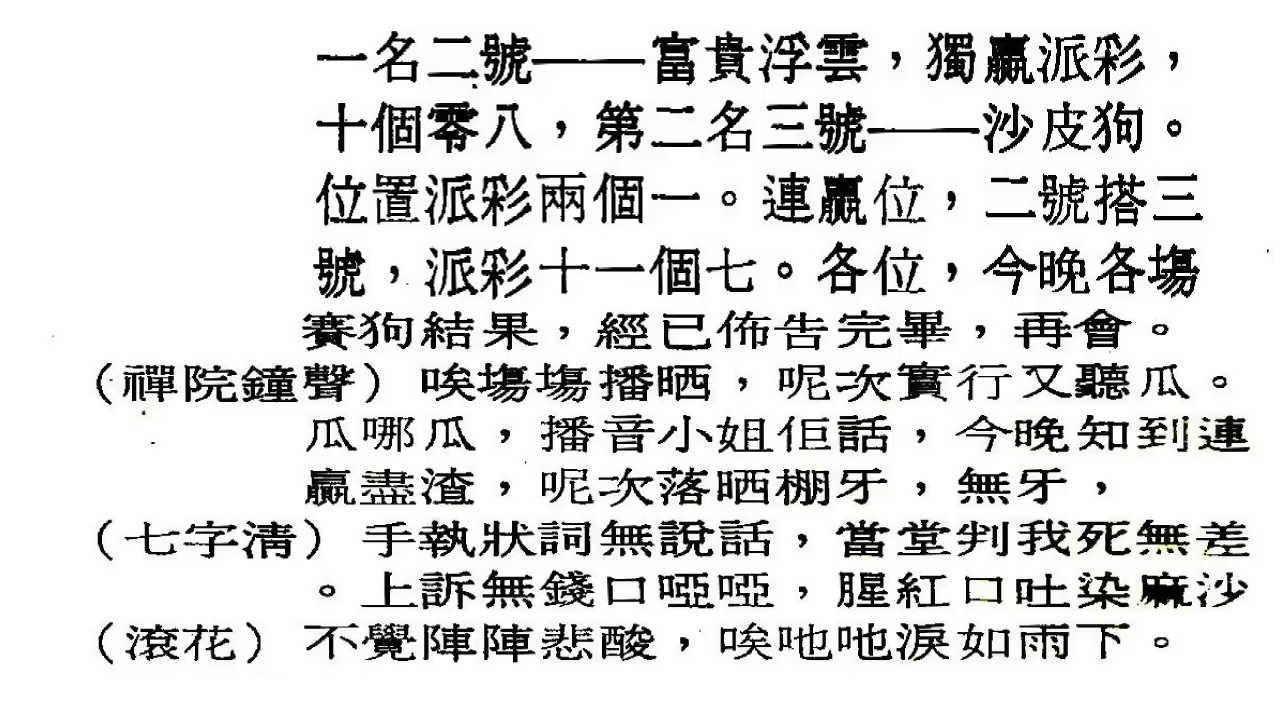 一名二號——富貴浮雲，獨贏派彩，
十個零八，第二名三號——沙皮狗。
位置派彩兩個一。連贏位，二號搭三
號，派彩十一個七。各位，今晚各塲
賽狗結果，經已佈告完畢，再會。
（禪院鐘聲）唉塲塲播晒，呢次實行又聽瓜。
瓜哪瓜，播音小姐佢話，今晚知到連
贏盡渣，呢次落晒棚牙，無牙，
（七字清）手執狀詞無說話，當堂判我死無差
。上訴無錢口啞啞，腥紅口吐染麻沙
（滾花）不覺陣陣悲酸，唉吔吔淚如雨下。